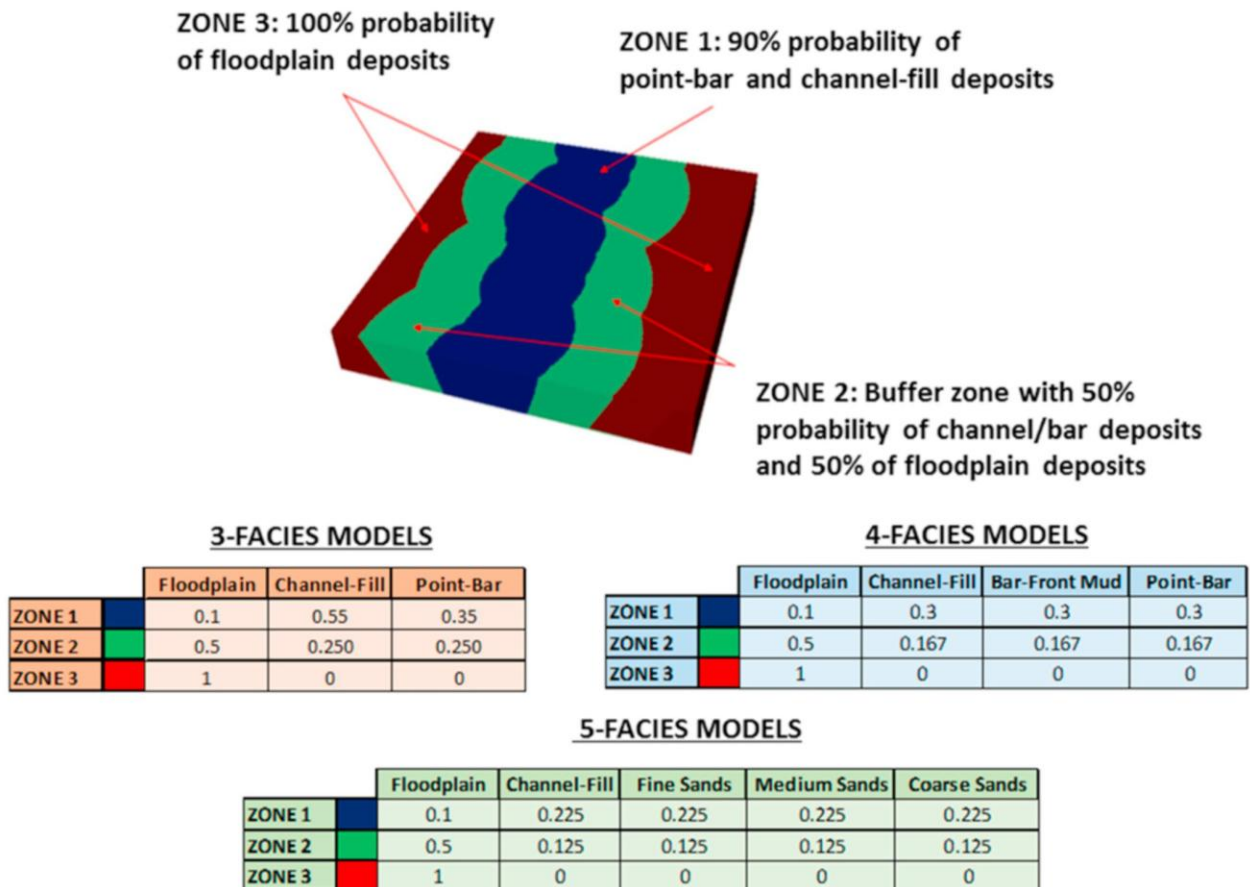 ZONE 3: 100% probability
of floodplain deposits
ZONE 1: 90% probability of
point-bar and channel-fill deposits
ZONE 2: Buffer zone with 50%
probability of channel/bar deposits
and 50% of floodplain deposits
3-FACIES MODELS
Floodplain Channel-Fill Point-Bar
ZONE 1 0.1 0.55 0.35
ZONE 2 0.5 0.250 0.250
ZONE 3 1 0 0
4-FACIES MODELS
Floodplain Channel-Fill Bar-Front Mud Point-Bar
ZONE 1 0.1 0.3 0.3 0.3
ZONE 2 0.5 0.167 0.167 0.167
ZONE 3 1 0 0 0
5-FACIES MODELS
Floodplain Channel-Fill Fine Sands Medium Sands Coarse Sands
ZONE 1 0.1 0.225 0.225 0.225 0.225
ZONE 2 0.5 0.125 0.125 0.125 0.125
ZONE 3 1 0 0 0 0